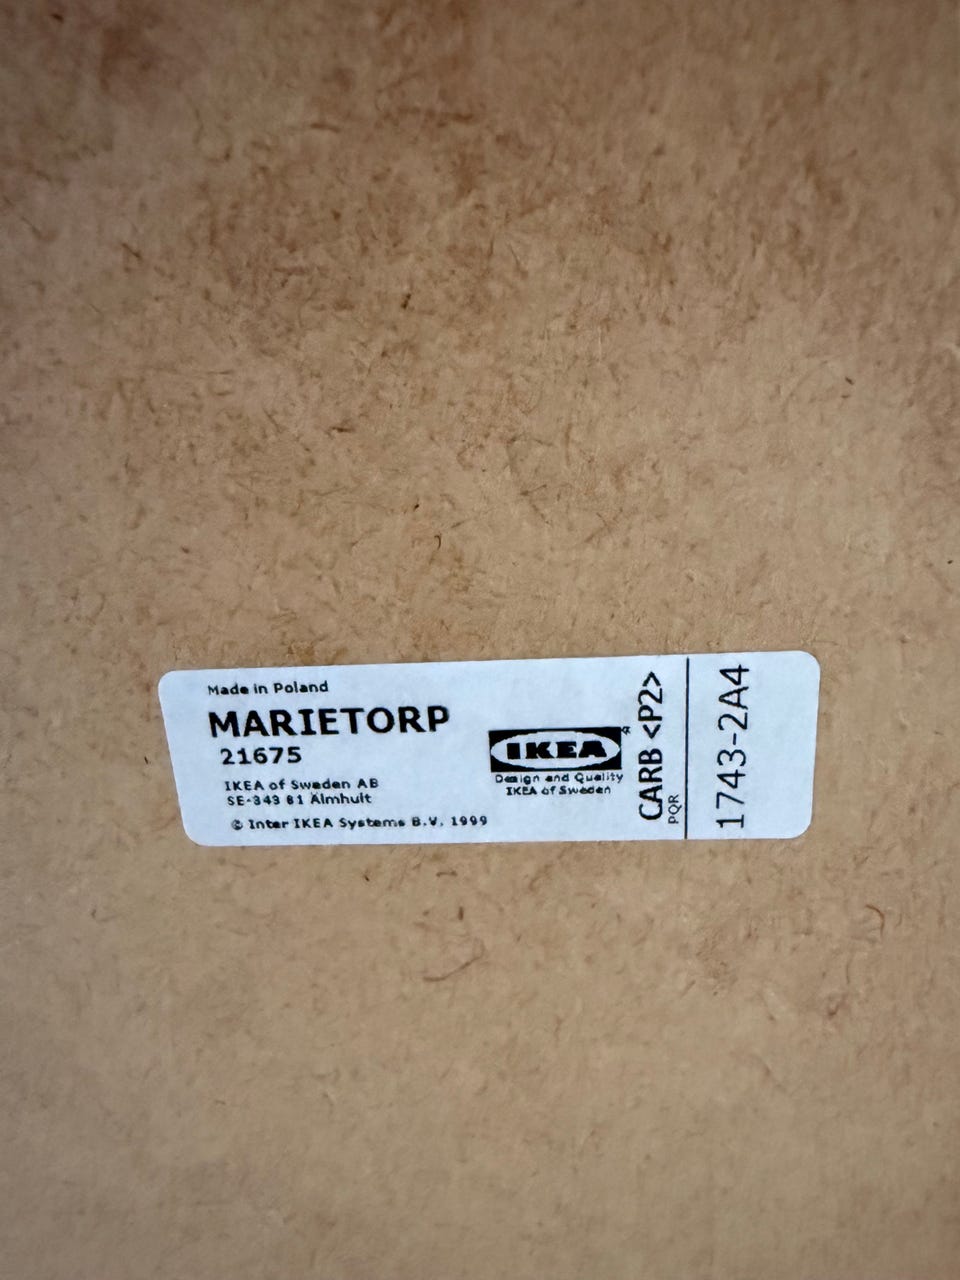 Made in Poland
MARIETORP
21675
IKEA of Sweden AB
SE-343 81 Älmhult
© Inter IKEA Systems B.V. 1999
IKEA®
Design and Quality
IKEA of Sweden
CARB <P2>
PQR
1743-2A4